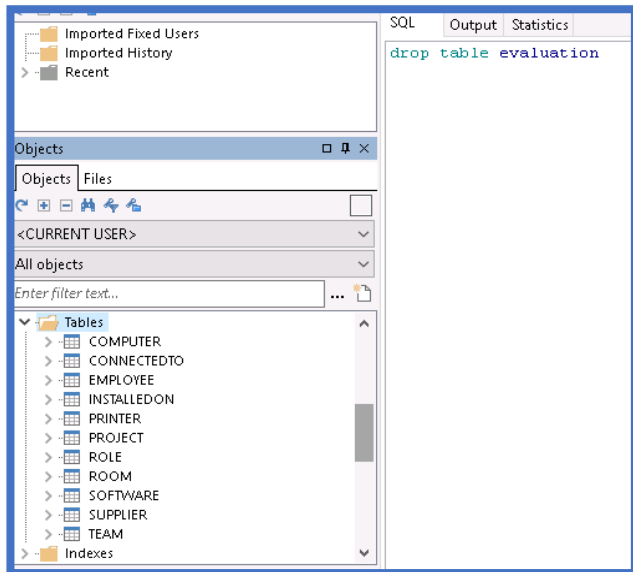 Imported Fixed Users
Imported History
Recent
Objects
Objects Files
<CURRENT USER>
All objects
Enter filter text...
...
Tables
COMPUTER
CONNECTEDTO
EMPLOYEE
INSTALLEDON
PRINTER
PROJECT
ROLE
ROOM
SOFTWARE
SUPPLIER
TEAM
Indexes
SQL Output Statistics
drop table evaluation